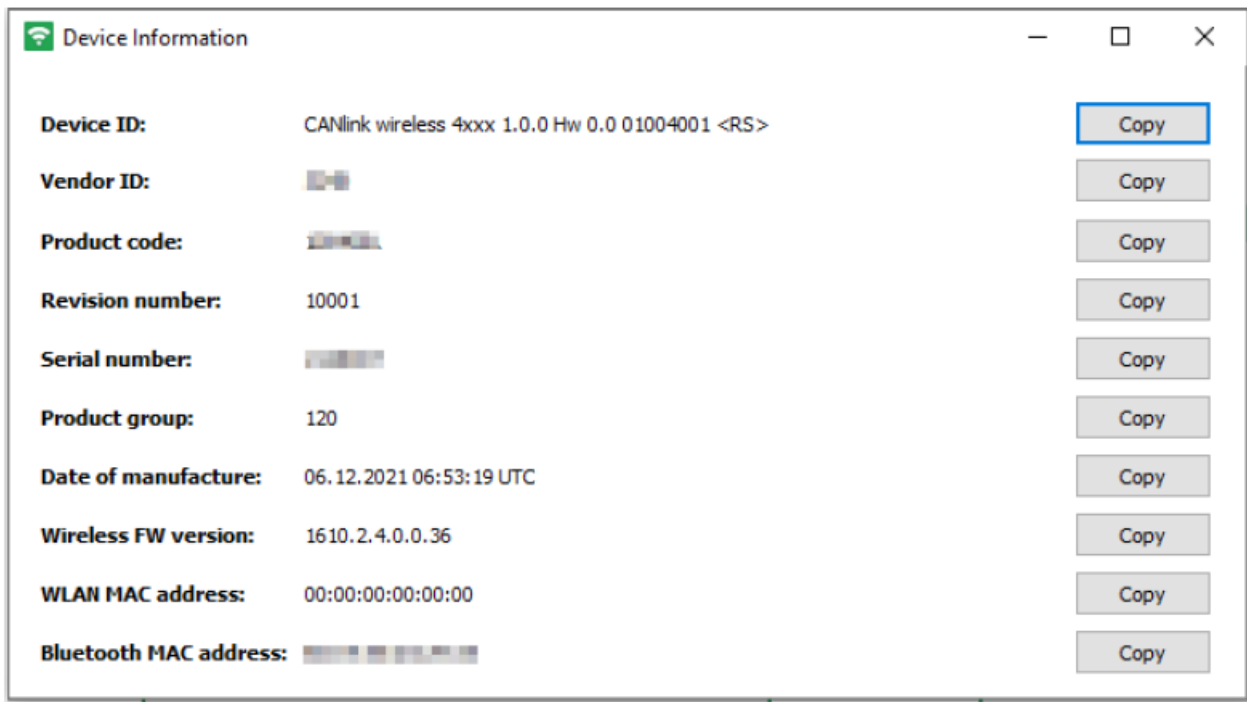 Device Information
Device ID: CANlink wireless 4xxx 1.0.0 Hw 0.0 01004001 <RS> Copy
Vendor ID: Copy
Product code: Copy
Revision number: 10001 Copy
Serial number: Copy
Product group: 120 Copy
Date of manufacture: 06.12.2021 06:53:19 UTC Copy
Wireless FW version: 1610.2.4.0.0.36 Copy
WLAN MAC address: 00:00:00:00:00:00 Copy
Bluetooth MAC address: Copy